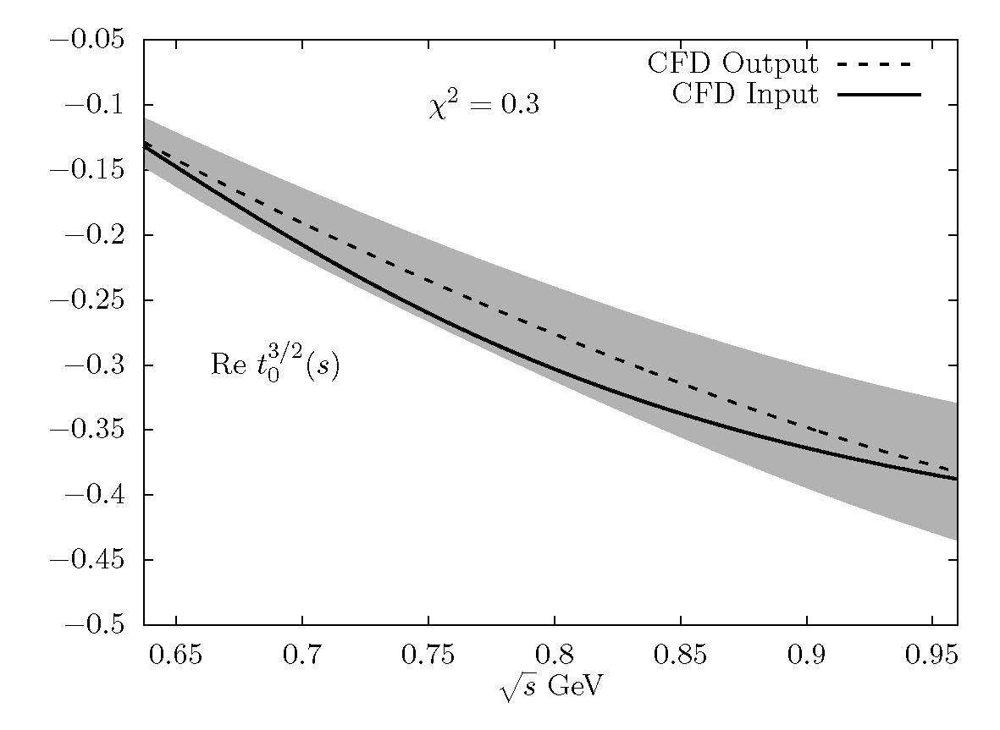 −0.05
CFD Output
CFD Input
−0.1
χ² = 0.3
−0.15
−0.2
−0.25
−0.3
Re t₀^{3/2}(s)
−0.35
−0.4
−0.45
−0.5
0.65 0.7 0.75 0.8 0.85 0.9 0.95
√s GeV